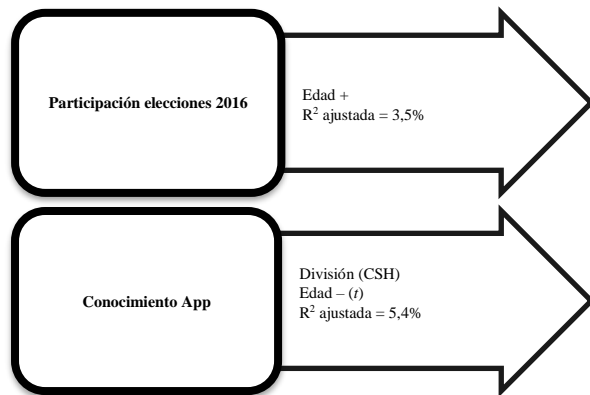 Participación elecciones 2016
Edad +
R² ajustada = 3,5%
Conocimiento App
División (CSH)
Edad – (t)
R² ajustada = 5,4%